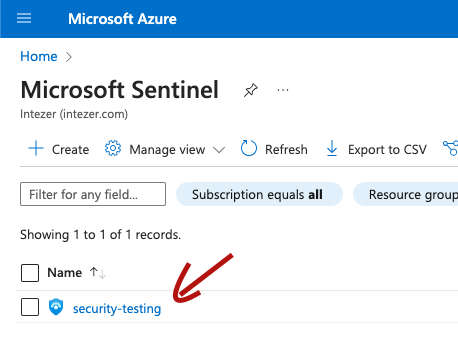 Microsoft Azure
Home >
Microsoft Sentinel
Intezer (intezer.com)
Create Manage view Refresh Export to CSV
Filter for any field... Subscription equals all Resource group
Showing 1 to 1 of 1 records.
Name
security-testing